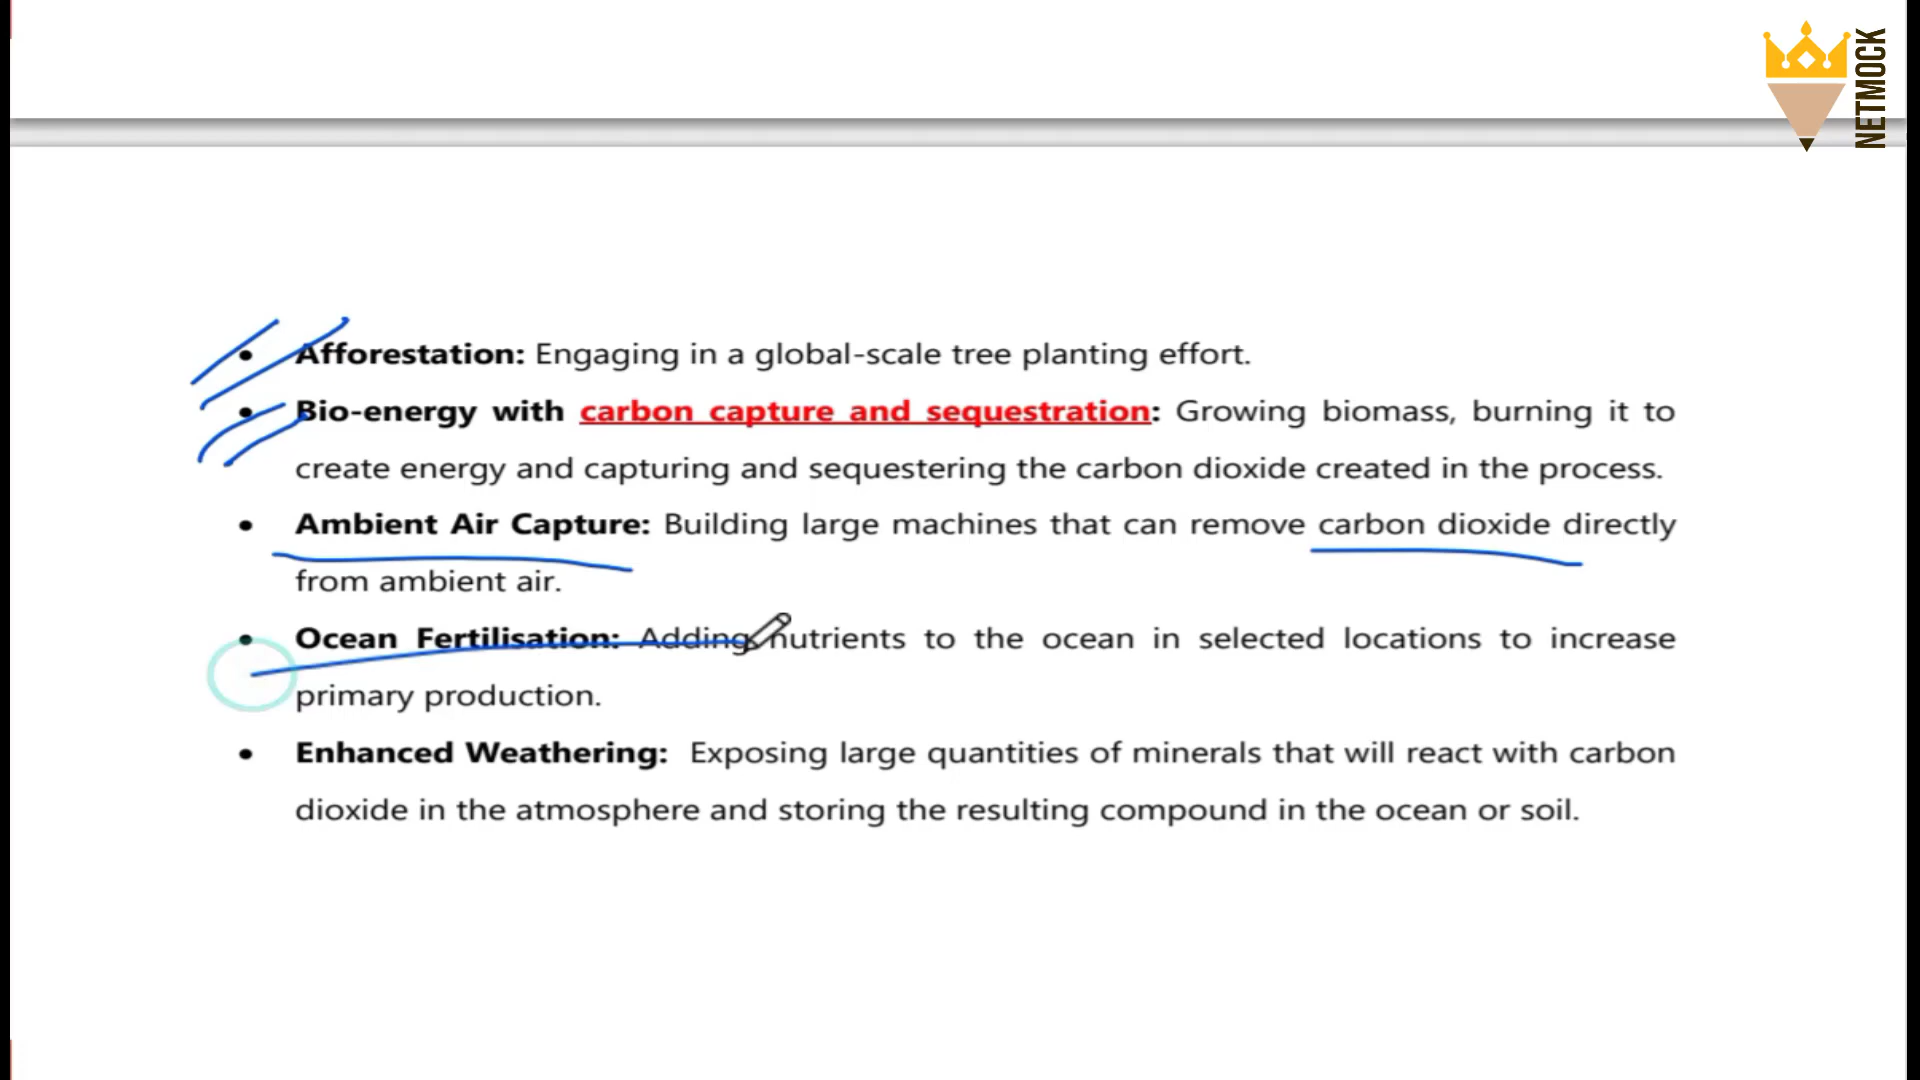 NETMOCK
• Afforestation: Engaging in a global-scale tree planting effort.
• Bio-energy with carbon capture and sequestration: Growing biomass, burning it to
create energy and capturing and sequestering the carbon dioxide created in the process.
• Ambient Air Capture: Building large machines that can remove carbon dioxide directly
from ambient air.
• Ocean Fertilisation: Adding nutrients to the ocean in selected locations to increase
primary production.
• Enhanced Weathering: Exposing large quantities of minerals that will react with carbon
dioxide in the atmosphere and storing the resulting compound in the ocean or soil.